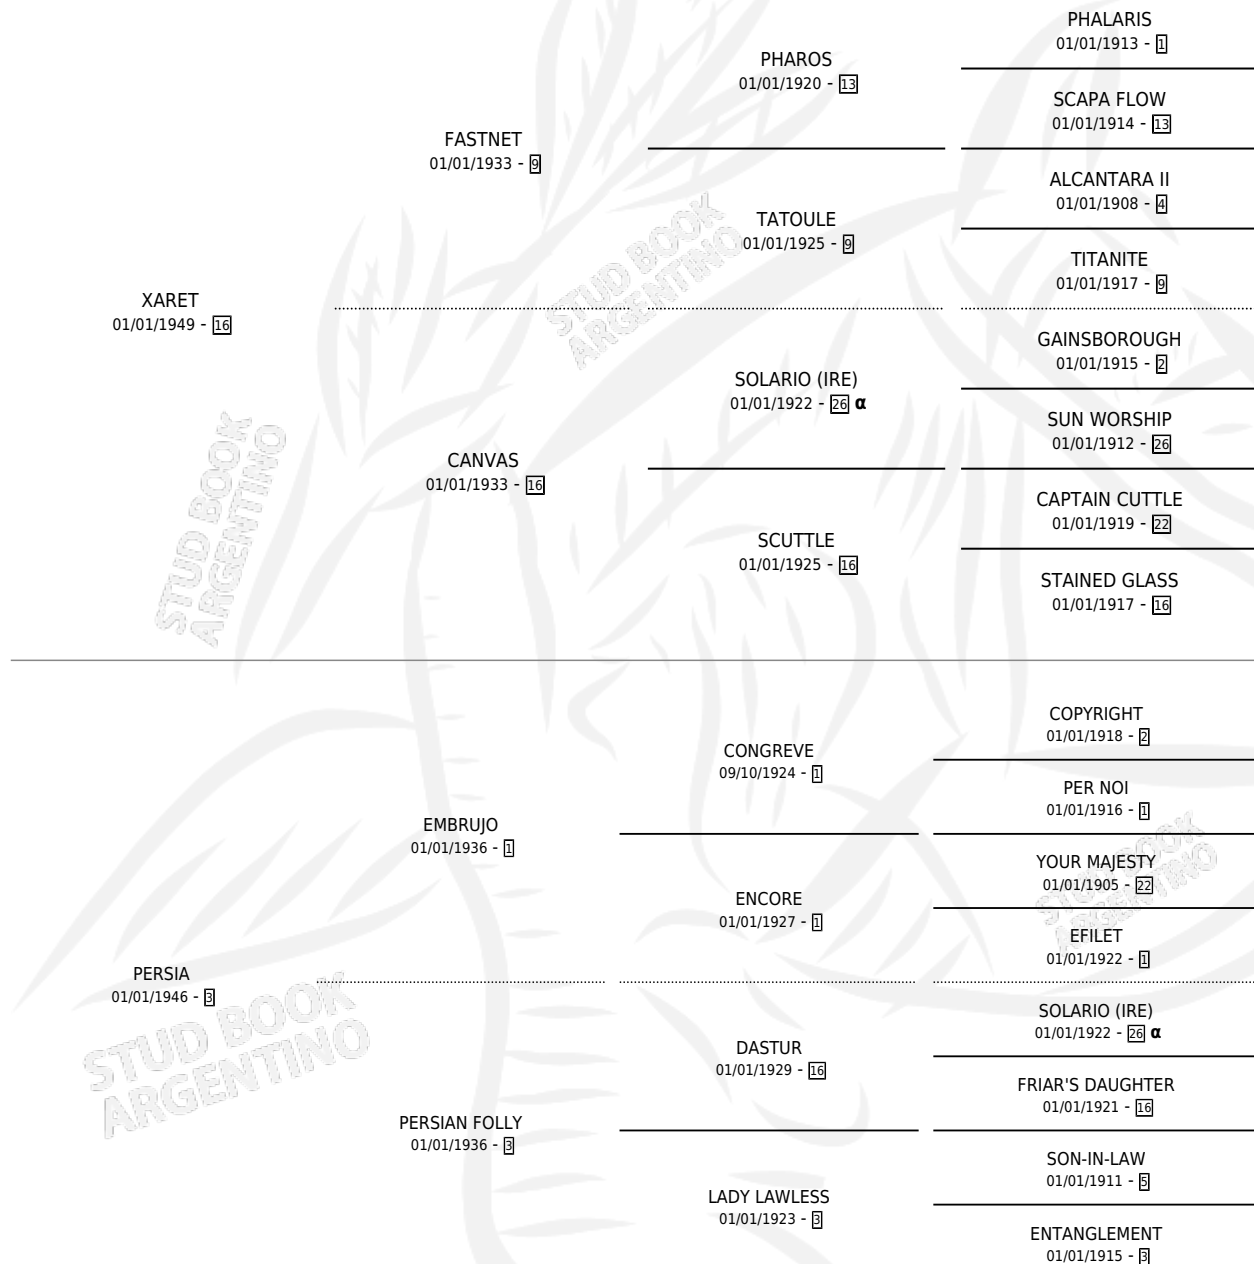 PHALARIS
01/01/1913 - 1
PHAROS
01/01/1920 - 13
SCAPA FLOW
01/01/1914 - 13
FASTNET
01/01/1933 - 9
ALCANTARA II
01/01/1908 - 4
TATOULE
01/01/1925 - 9
TITANITE
01/01/1917 - 9
XARET
01/01/1949 - 16
GAINSBOROUGH
01/01/1915 - 2
SOLARIO (IRE)
01/01/1922 - 26 α
SUN WORSHIP
01/01/1912 - 26
CANVAS
01/01/1933 - 16
CAPTAIN CUTTLE
01/01/1919 - 22
SCUTTLE
01/01/1925 - 16
STAINED GLASS
01/01/1917 - 16
COPYRIGHT
01/01/1918 - 2
CONGREVE
09/10/1924 - 1
PER NOI
01/01/1916 - 1
EMBRUJO
01/01/1936 - 1
YOUR MAJESTY
01/01/1905 - 22
ENCORE
01/01/1927 - 1
EFILET
01/01/1922 - 1
PERSIA
01/01/1946 - 3
SOLARIO (IRE)
01/01/1922 - 26 α
DASTUR
01/01/1929 - 16
FRIAR'S DAUGHTER
01/01/1921 - 16
PERSIAN FOLLY
01/01/1936 - 3
SON-IN-LAW
01/01/1911 - 5
LADY LAWLESS
01/01/1923 - 3
ENTANGLEMENT
01/01/1915 - 3
STUD BOOK
ARGENTINO
STUD BOOK
ARGENTINO
STUD BOOK
ARGENTINO
STUD BOOK
ARGENTINO